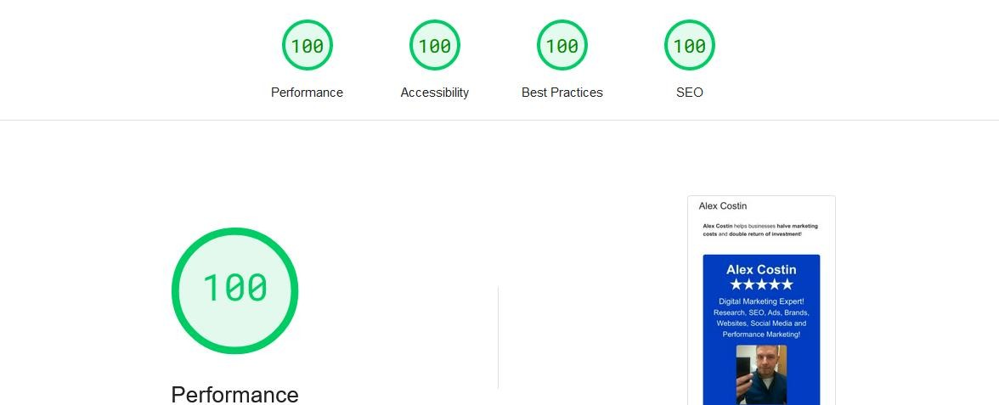 100 100 100 100
Performance Accessibility Best Practices SEO
100
Performance
Alex Costin
Alex Costin helps businesses halve marketing
costs and double return of investment!
Alex Costin
★★★★★
Digital Marketing Expert!
Research, SEO, Ads, Brands,
Websites, Social Media and
Performance Marketing!